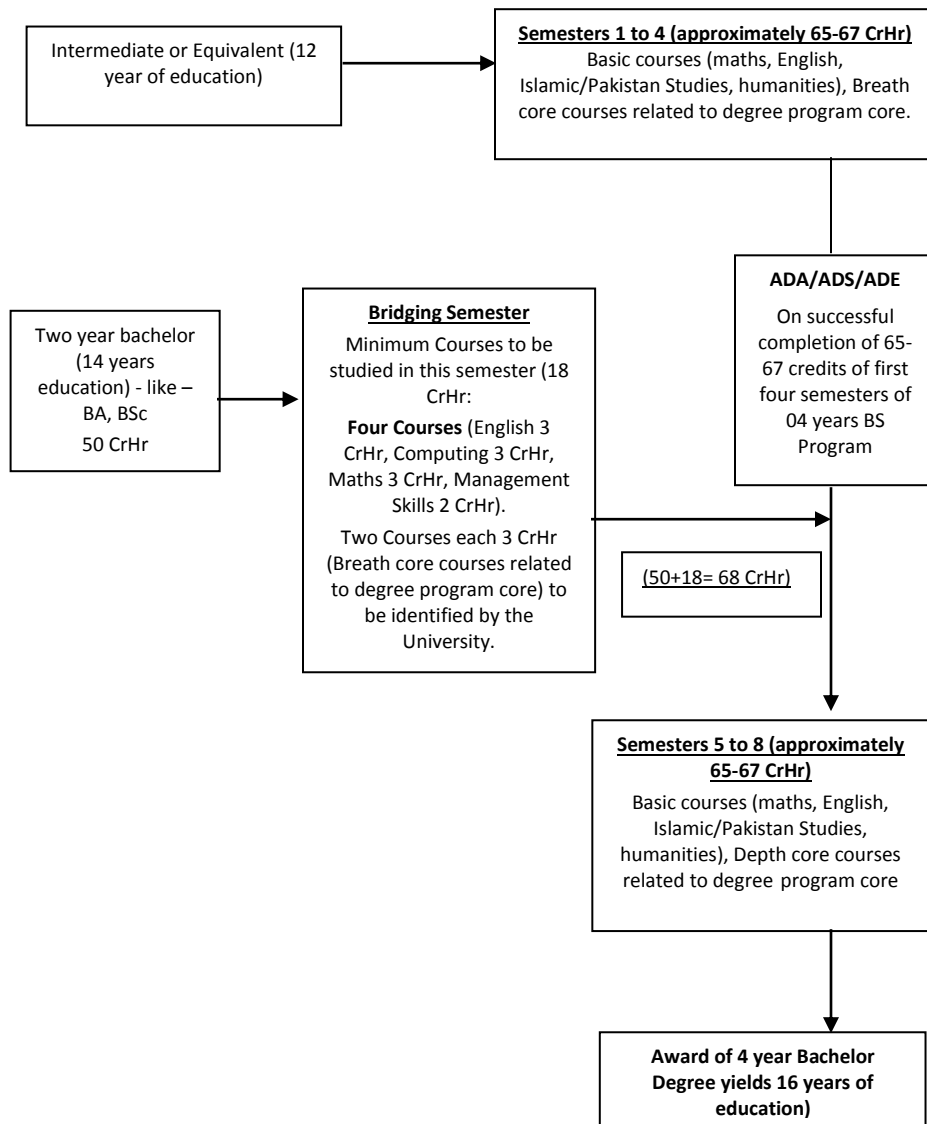 Intermediate or Equivalent (12
year of education)
Semesters 1 to 4 (approximately 65-67 CrHr)
Basic courses (maths, English,
Islamic/Pakistan Studies, humanities), Breath
core courses related to degree program core.
ADA/ADS/ADE
On successful
completion of 65-
67 credits of first
four semesters of
04 years BS
Program
Two year bachelor
(14 years
education) - like –
BA, BSc
50 CrHr
Bridging Semester
Minimum Courses to be
studied in this semester (18
CrHr:
Four Courses (English 3
CrHr, Computing 3 CrHr,
Maths 3 CrHr, Management
Skills 2 CrHr).
Two Courses each 3 CrHr
(Breath core courses related
to degree program core) to
be identified by the
University.
(50+18= 68 CrHr)
Semesters 5 to 8 (approximately
65-67 CrHr)
Basic courses (maths, English,
Islamic/Pakistan Studies,
humanities), Depth core courses
related to degree program core
Award of 4 year Bachelor
Degree yields 16 years of
education)